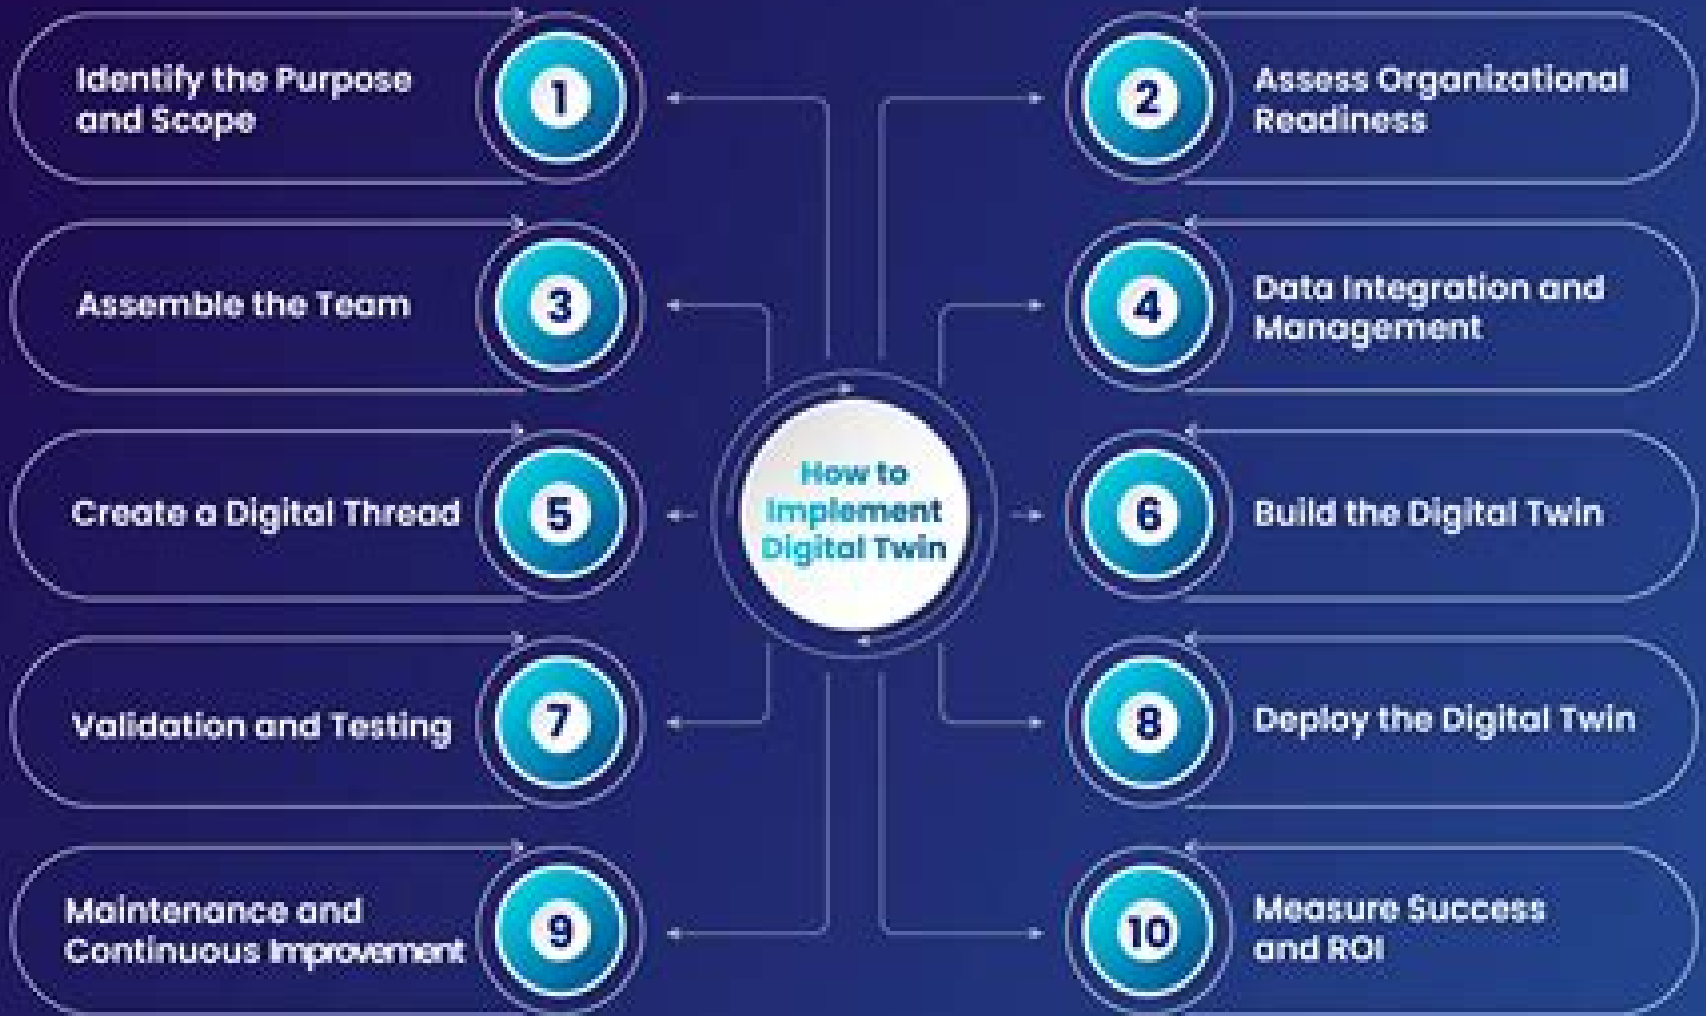 1
Identify the Purpose
and Scope
2
Assess Organizational
Readiness
3
Assemble the Team
4
Data Integration and
Management
How to
Implement
Digital Twin
5
Create a Digital Thread
6
Build the Digital Twin
7
Validation and Testing
8
Deploy the Digital Twin
9
Maintenance and
Continuous Improvement
10
Measure Success
and ROI